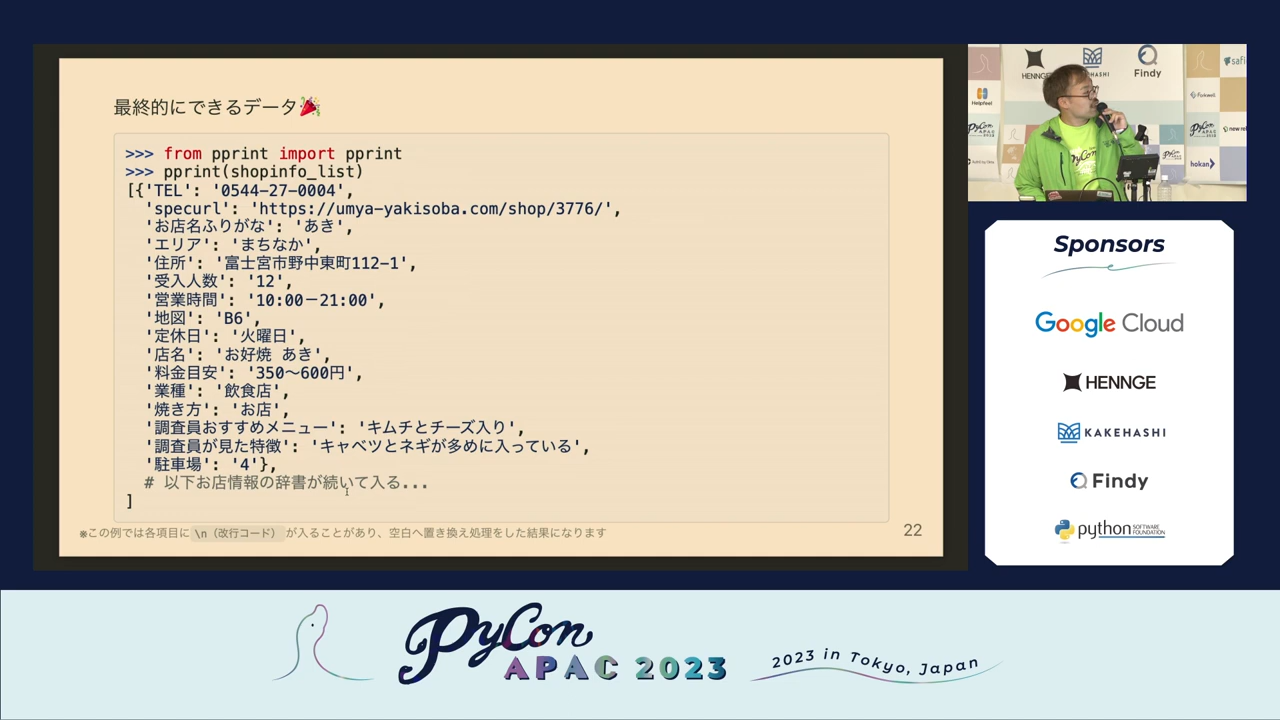 最終的にできるデータ🎉
>>> from pprint import pprint
>>> pprint(shopinfo_list)
[{'TEL': '0544-27-0004',
'specurl': 'https://umya-yakisoba.com/shop/3776/',
'お店名ふりがな': 'あき',
'エリア': 'まちなか',
'住所': '富士宮市野中東町112-1',
'受入人数': '12',
'営業時間': '10:00－21:00',
'地図': 'B6',
'定休日': '火曜日',
'店名': 'お好焼 あき',
'料金目安': '350〜600円',
'業種': '飲食店',
'焼き方': 'お店',
'調査員おすすめメニュー': 'キムチとチーズ入り',
'調査員が見た特徴': 'キャベツとネギが多めに入っている',
'駐車場': '4'},
# 以下お店情報の辞書が続いて入る...
]
※この例では各項目に \n（改行コード） が入ることがあり、空白へ置き換え処理をした結果になります
22
HENNGE
Findy
Helpfeel
Forkwell
PyCon
APAC
hokan
Sponsors
Google Cloud
HENNGE
KAKEHASHI
Findy
python SOFTWARE FOUNDATION
PyCon
APAC 2023
2023 in Tokyo, Japan